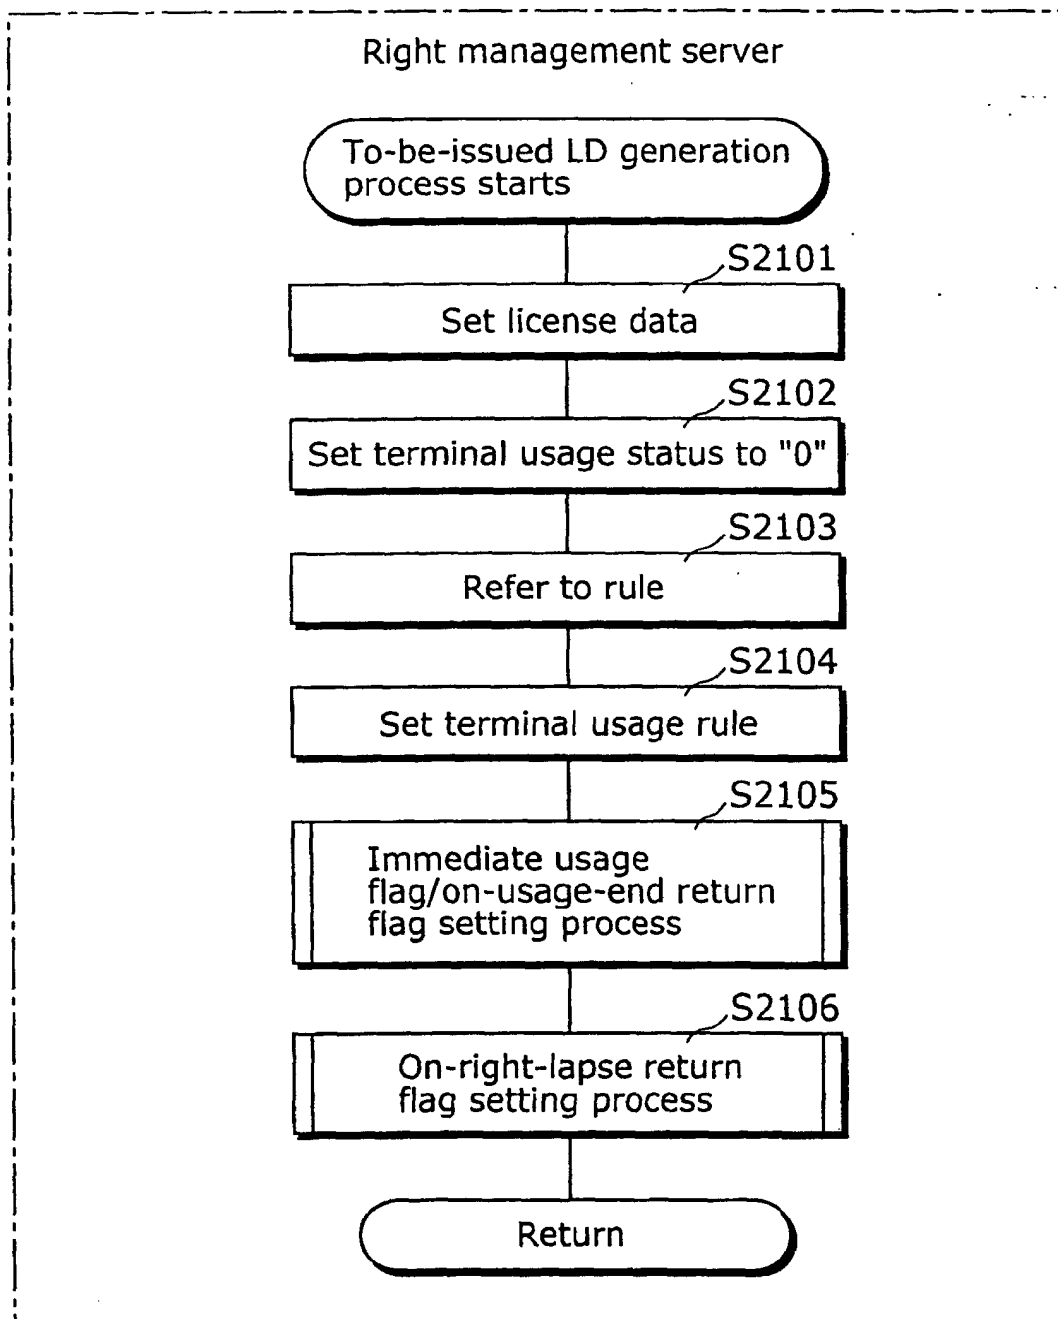 Right management server
To-be-issued LD generation
process starts
S2101
Set license data
S2102
Set terminal usage status to "0"
S2103
Refer to rule
S2104
Set terminal usage rule
S2105
Immediate usage
flag/on-usage-end return
flag setting process
S2106
On-right-lapse return
flag setting process
Return